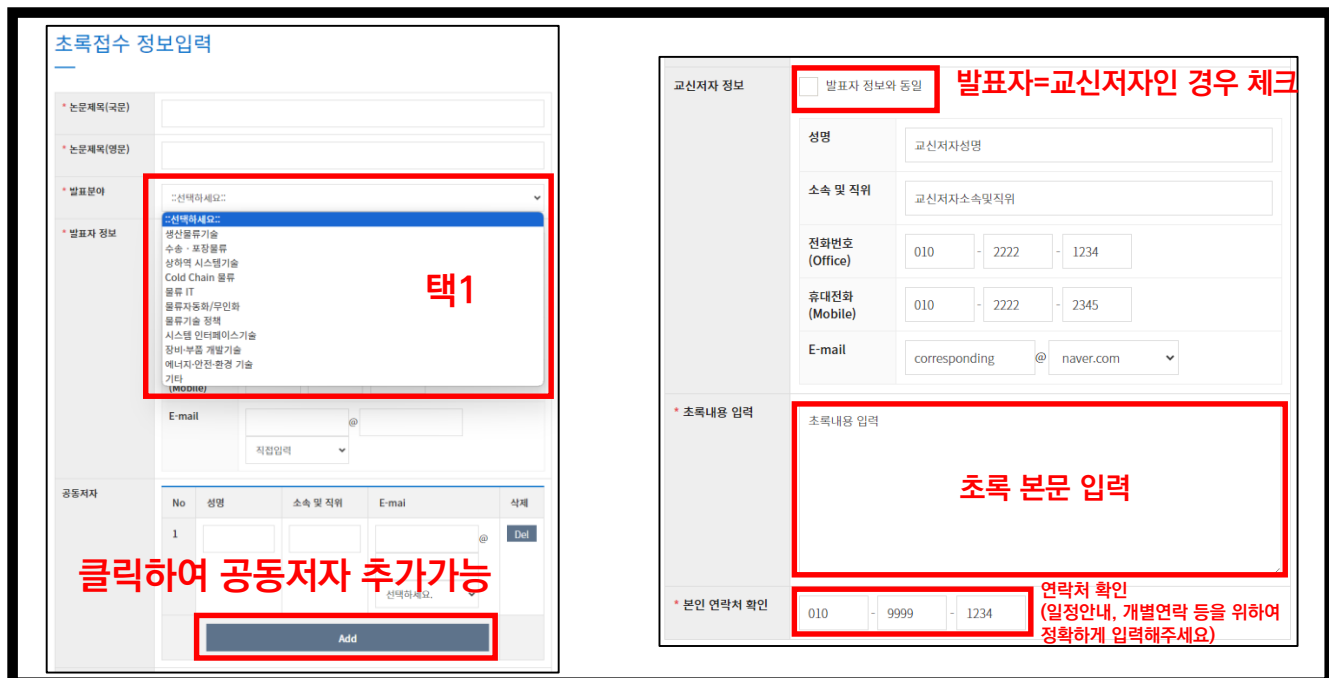 초록접수 정보입력
* 논문제목(국문)
* 논문제목(영문)
* 발표분야
::선택하세요::
::선택하세요::
생산물류기술
수송 · 포장물류
상하역 시스템기술
Cold Chain 물류
물류 IT
물류자동화/무인화
물류기술 정책
시스템 인터페이스기술
장비·부품 개발기술
에너지·안전·환경 기술
기타
택1
* 발표자 정보
(Mobile)
E-mail
@
직접입력
공동저자
No 성명 소속 및 직위 E-mai 삭제
1 @ Del
클릭하여 공동저자 추가가능
선택하세요.
Add
교신저자 정보
발표자 정보와 동일
발표자=교신저자인 경우 체크
성명
교신저자성명
소속 및 직위
교신저자소속및직위
전화번호
(Office)
010 - 2222 - 1234
휴대전화
(Mobile)
010 - 2222 - 2345
E-mail
corresponding @ naver.com
* 초록내용 입력
초록내용 입력
초록 본문 입력
* 본인 연락처 확인
010 - 9999 - 1234
연락처 확인
(일정안내, 개별연락 등을 위하여
정확하게 입력해주세요)